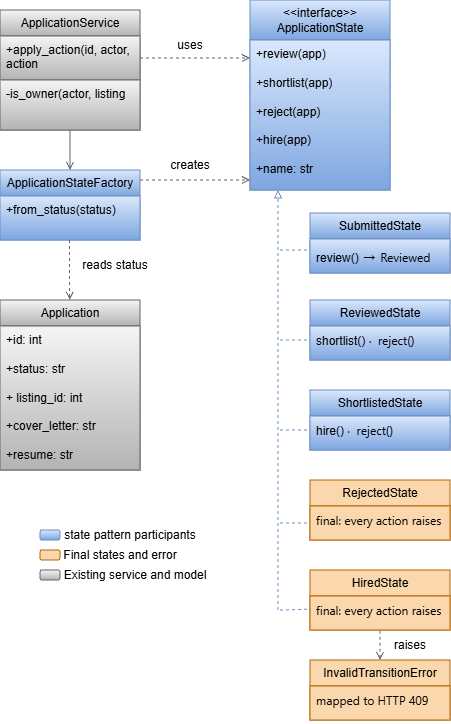 ApplicationService
+apply_action(id, actor,
action
-is_owner(actor, listing
uses
<<interface>>
ApplicationState
+review(app)
+shortlist(app)
+reject(app)
+hire(app)
+name: str
ApplicationStateFactory
+from_status(status)
creates
reads status
Application
+id: int
+status: str
+ listing_id: int
+cover_letter: str
+resume: str
SubmittedState
review() → Reviewed
ReviewedState
shortlist() · reject()
ShortlistedState
hire() · reject()
RejectedState
final: every action raises
HiredState
final: every action raises
raises
InvalidTransitionError
mapped to HTTP 409
state pattern participants
Final states and error
Existing service and model